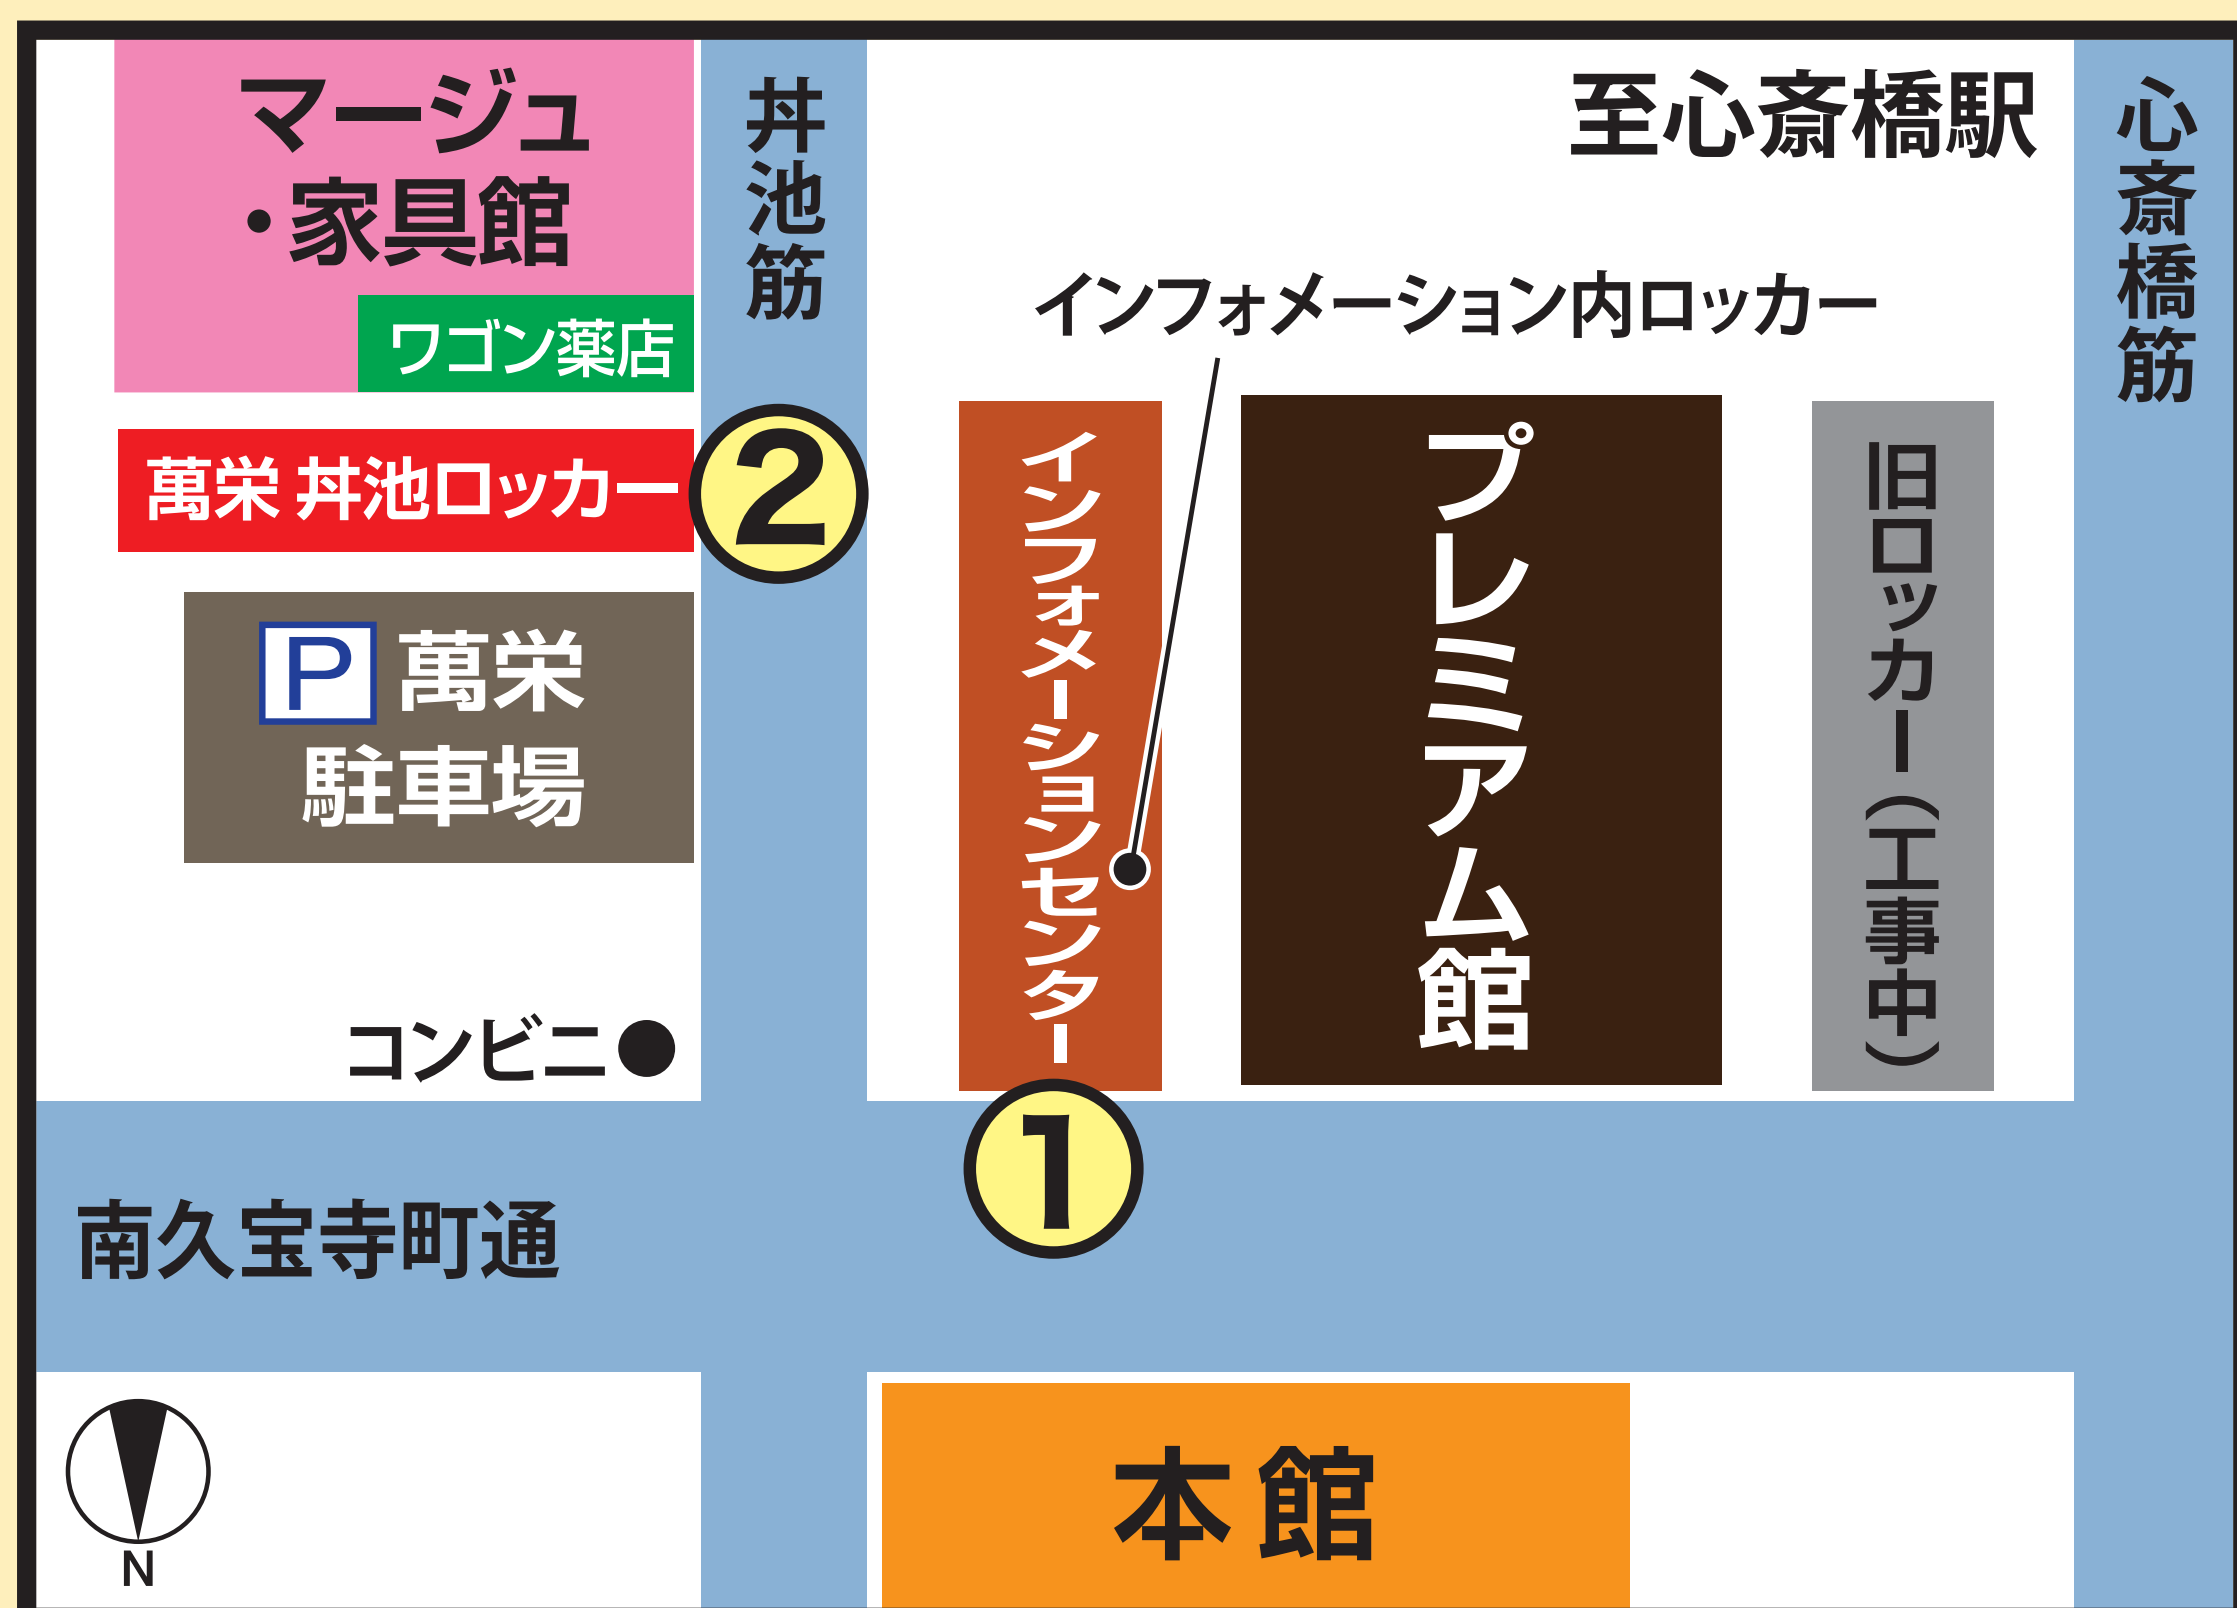 マージュ
・家具館
ワゴン薬店
萬栄 丼池ロッカー
P 萬栄
駐車場
コンビニ●
丼池筋
②
至心斎橋駅
心斎橋筋
インフォメーション内ロッカー
インフォメーションセンター
プレミアム館
旧ロッカー（工事中）
①
南久宝寺町通
本館
N